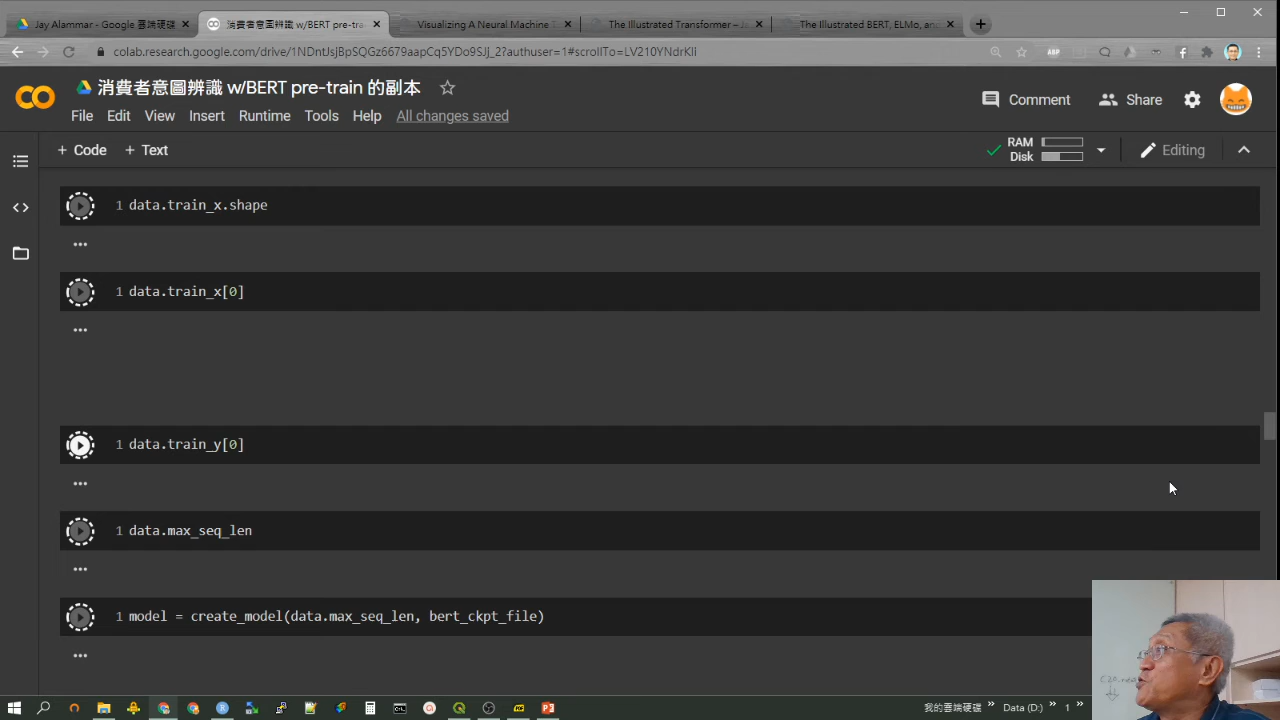 Jay Alammar - Google 雲端硬碟
消費者意圖辨識 w/BERT pre-tra
Visualizing A Neural Machine T
The Illustrated Transformer – Ja
The Illustrated BERT, ELMo, an
colab.research.google.com/drive/1NDntUsJBpSQGz6679aapCq5YDo9SJj_2?authuser=1#scrollTo=LV210YNdrKli
ABP
消費者意圖辨識 w/BERT pre-train 的副本
Comment
Share
File Edit View Insert Runtime Tools Help All changes saved
+ Code + Text
RAM
Disk
Editing
1 data.train_x.shape
1 data.train_x[0]
1 data.train_y[0]
1 data.max_seq_len
1 model = create_model(data.max_seq_len, bert_ckpt_file)
我的雲端硬碟 Data (D:) 1